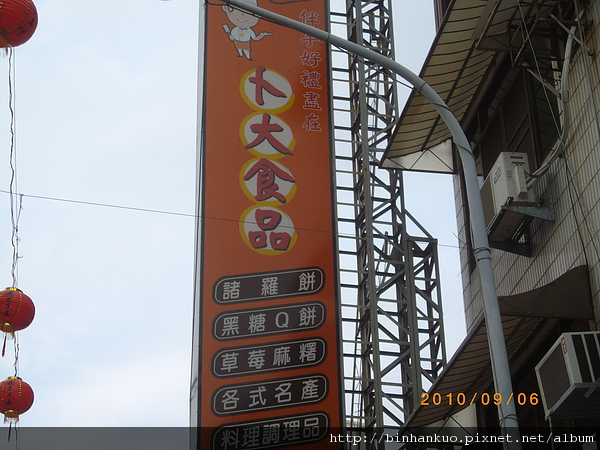 伴手好禮盡在
卜大食品
諸羅餅
黑糖Q餅
草莓麻糬
各式名產
料理調理品
2010/09/06
http://binhankuo.pixnet.net/album